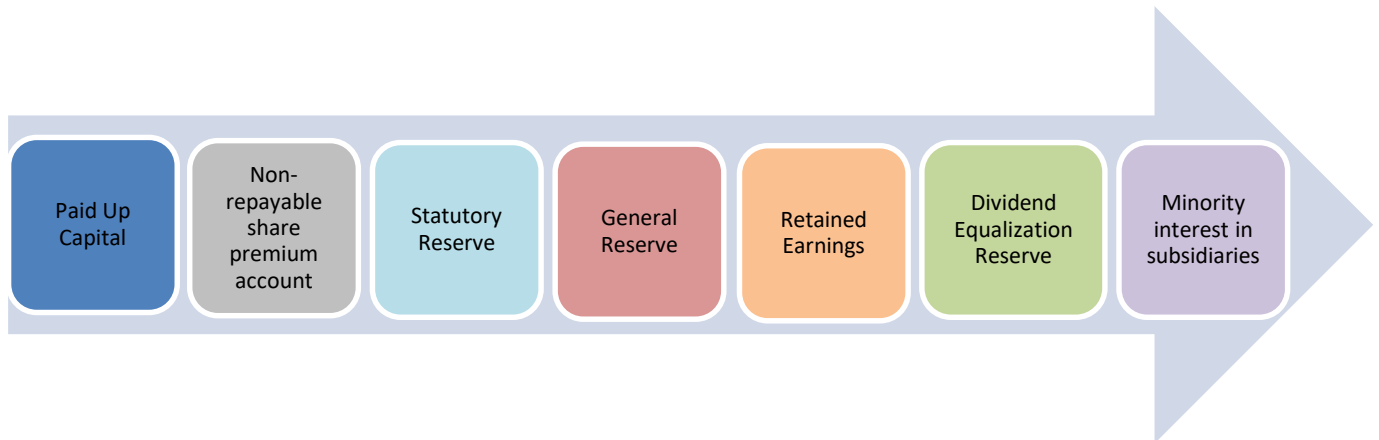 Paid Up
Capital
Non-
repayable
share
premium
account
Statutory
Reserve
General
Reserve
Retained
Earnings
Dividend
Equalization
Reserve
Minority
interest in
subsidiaries